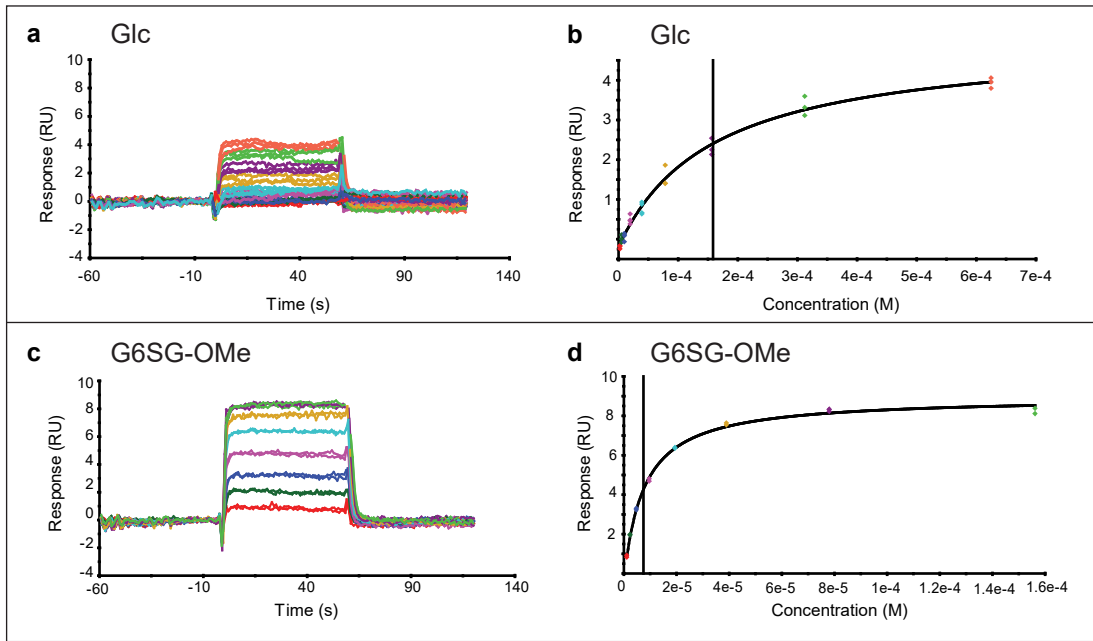 a Glc
10
8
6
4
2
0
-2
-4
-60 -10 40 90 140
Response (RU)
Time (s)
b Glc
4
3
2
1
0 1e-4 2e-4 3e-4 4e-4 5e-4 6e-4 7e-4
Response (RU)
Concentration (M)
c G6SG-OMe
10
8
6
4
2
0
-2
-4
-60 -10 40 90 140
Response (RU)
Time (s)
d G6SG-OMe
10
8
6
4
2
0 2e-5 4e-5 6e-5 8e-5 1e-4 1.2e-4 1.4e-4 1.6e-4
Response (RU)
Concentration (M)